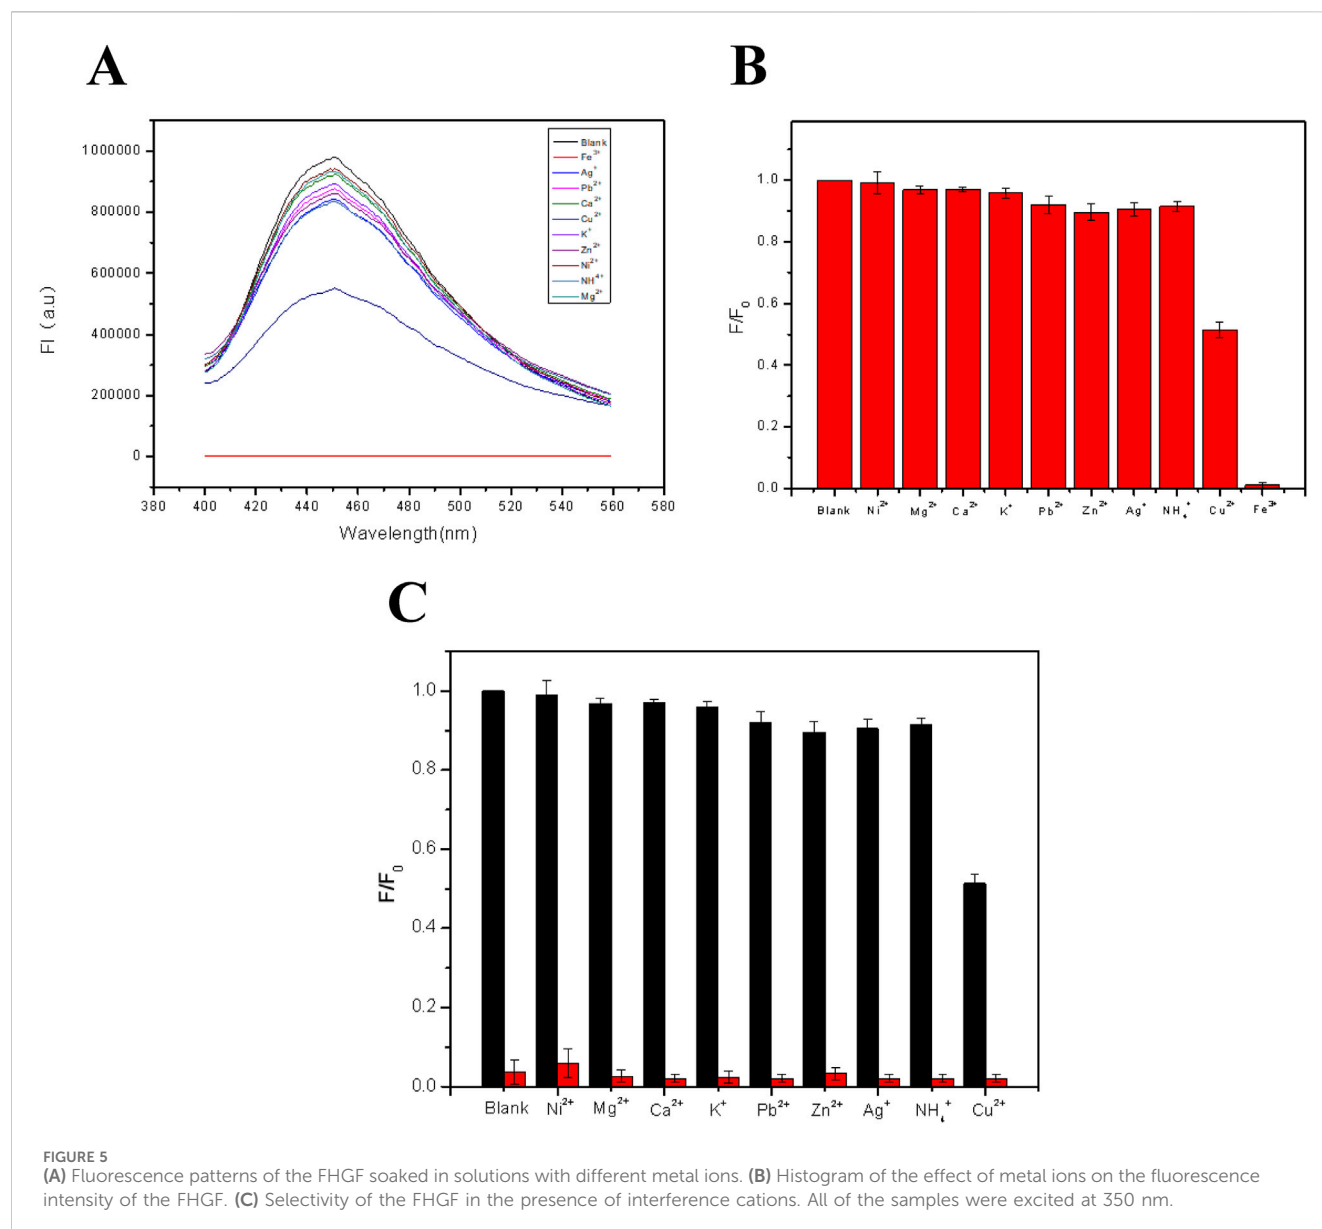 A
1000000
800000
600000
400000
200000
0
FI (a.u)
380 400 420 440 460 480 500 520 540 560 580
Wavelength(nm)
Blank
Fe³⁺
Ag⁺
Pb²⁺
Ca²⁺
Cu²⁺
K⁺
Zn²⁺
Ni²⁺
NH⁴⁺
Mg²⁺
B
1.0
0.8
0.6
0.4
0.2
0.0
F/F₀
Blank Ni²⁺ Mg²⁺ Ca²⁺ K⁺ Pb²⁺ Zn²⁺ Ag⁺ NH₄⁺ Cu²⁺ Fe³⁺
C
1.0
0.8
0.6
0.4
0.2
0.0
F/F₀
Blank Ni²⁺ Mg²⁺ Ca²⁺ K⁺ Pb²⁺ Zn²⁺ Ag⁺ NH₄⁺ Cu²⁺
FIGURE 5
(A) Fluorescence patterns of the FHGF soaked in solutions with different metal ions. (B) Histogram of the effect of metal ions on the fluorescence
intensity of the FHGF. (C) Selectivity of the FHGF in the presence of interference cations. All of the samples were excited at 350 nm.